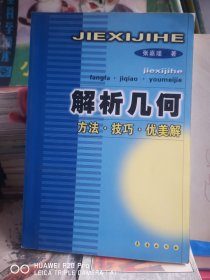 JIEXIJIHE
张嘉瑾 著
jiexijihe
fangfa · jiqiao · youmeijie
解析几何
方法·技巧·优美解
HUAWEI P20 Pro
LEICA TRIPLE CAMERA | AI